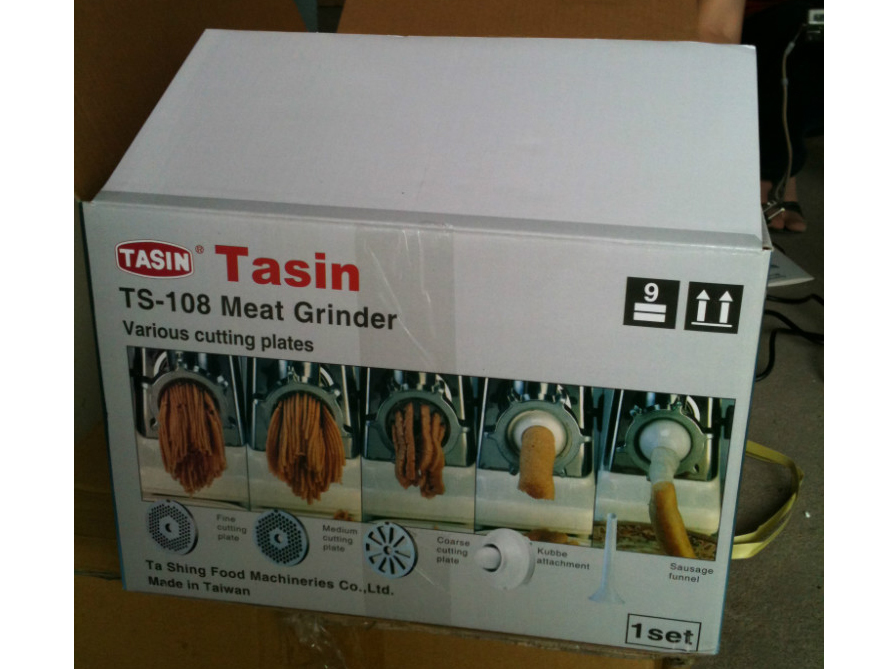 TASIN ® Tasin
TS-108 Meat Grinder
Various cutting plates
9
Fine
cutting
plate
Medium
cutting
plate
Coarse
cutting
plate
Kubbe
attachment
Sausage
funnel
Ta Shing Food Machineries Co.,Ltd.
Made in Taiwan
1set